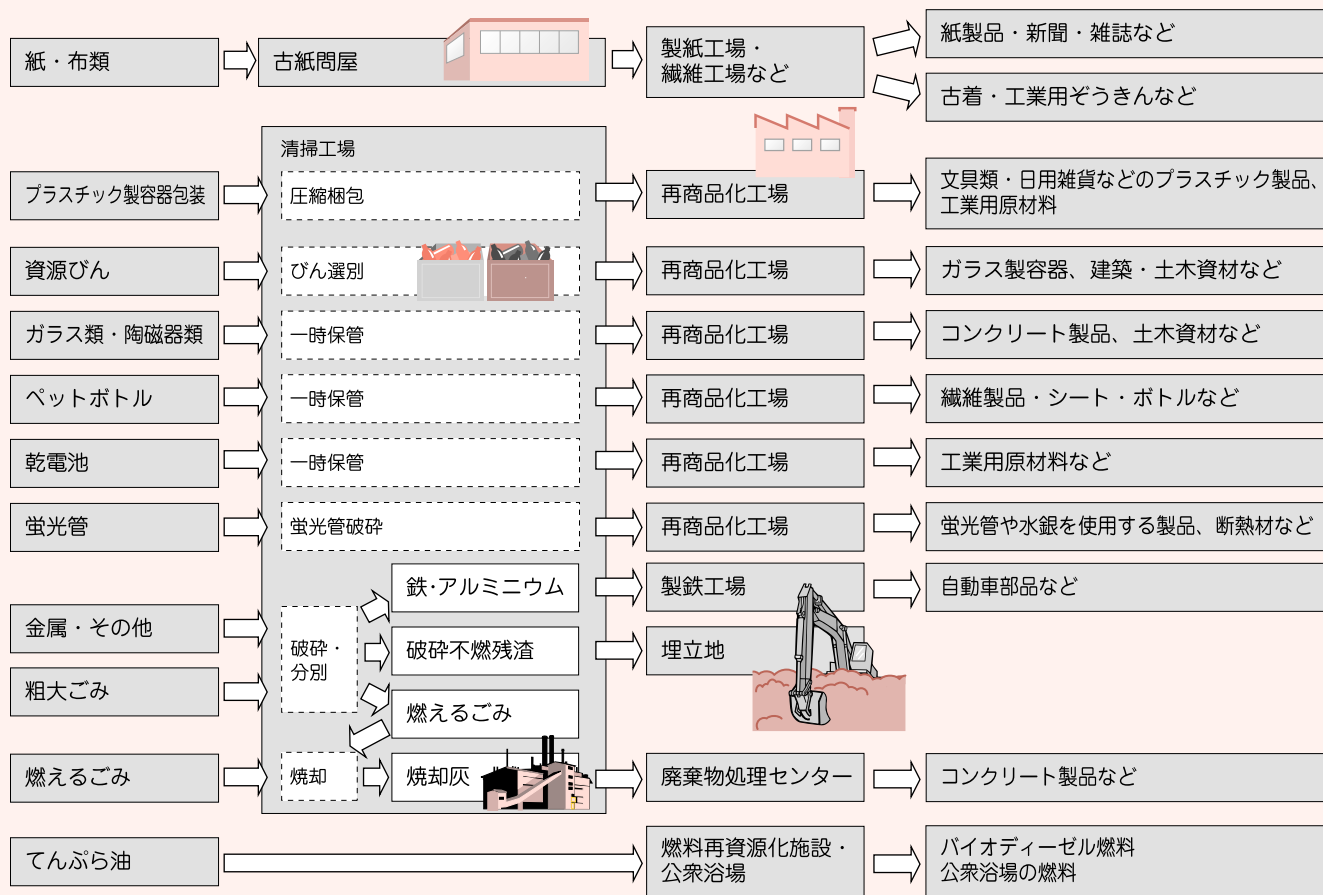 紙・布類
古紙問屋
製紙工場・
繊維工場など
紙製品・新聞・雑誌など
古着・工業用ぞうきんなど
清掃工場
プラスチック製容器包装
圧縮梱包
再商品化工場
文具類・日用雑貨などのプラスチック製品、
工業用原材料
資源びん
びん選別
再商品化工場
ガラス製容器、建築・土木資材など
ガラス類・陶磁器類
一時保管
再商品化工場
コンクリート製品、土木資材など
ペットボトル
一時保管
再商品化工場
繊維製品・シート・ボトルなど
乾電池
一時保管
再商品化工場
工業用原材料など
蛍光管
蛍光管破砕
再商品化工場
蛍光管や水銀を使用する製品、断熱材など
金属・その他
粗大ごみ
破砕・
分別
鉄・アルミニウム
製鉄工場
自動車部品など
破砕不燃残渣
埋立地
燃えるごみ
燃えるごみ
焼却
焼却灰
廃棄物処理センター
コンクリート製品など
てんぷら油
燃料再資源化施設・
公衆浴場
バイオディーゼル燃料
公衆浴場の燃料